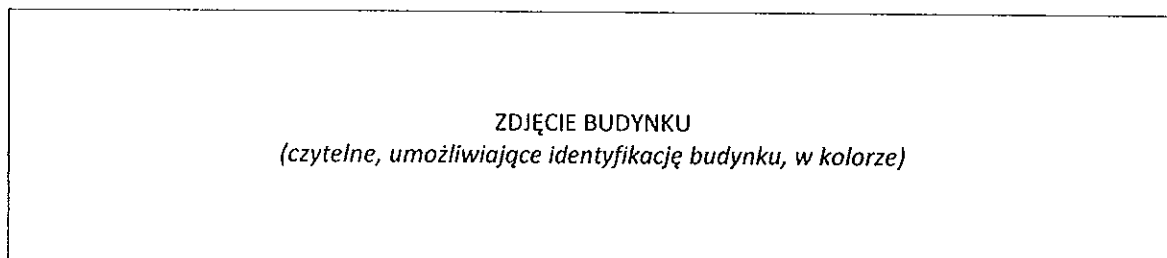 ZDJĘCIE BUDYNKU
(czytelne, umożliwiające identyfikację budynku, w kolorze)